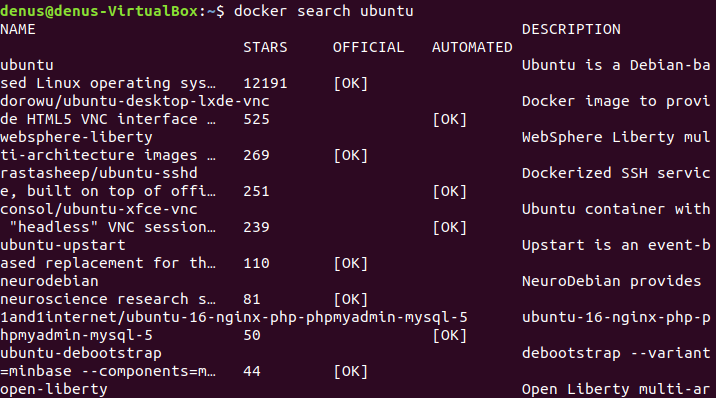 denus@denus-VirtualBox:~$ docker search ubuntu
NAME DESCRIPTION
STARS OFFICIAL AUTOMATED
ubuntu Ubuntu is a Debian-ba
sed Linux operating sys… 12191 [OK]
dorowu/ubuntu-desktop-lxde-vnc Docker image to provi
de HTML5 VNC interface … 525 [OK]
websphere-liberty WebSphere Liberty mul
ti-architecture images … 269 [OK]
rastasheep/ubuntu-sshd Dockerized SSH servic
e, built on top of offi… 251 [OK]
consol/ubuntu-xfce-vnc Ubuntu container with
"headless" VNC session… 239 [OK]
ubuntu-upstart Upstart is an event-b
ased replacement for th… 110 [OK]
neurodebian NeuroDebian provides
neuroscience research s… 81 [OK]
1and1internet/ubuntu-16-nginx-php-phpmyadmin-mysql-5 ubuntu-16-nginx-php-p
hpmyadmin-mysql-5 50 [OK]
ubuntu-debootstrap debootstrap --variant
=minbase --components=m… 44 [OK]
open-liberty Open Liberty multi-ar